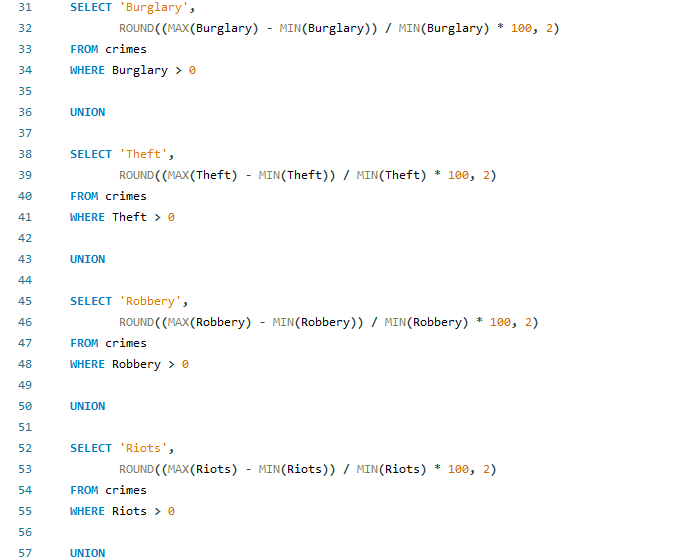 31 SELECT 'Burglary',
32 ROUND((MAX(Burglary) - MIN(Burglary)) / MIN(Burglary) * 100, 2)
33 FROM crimes
34 WHERE Burglary > 0
35
36 UNION
37
38 SELECT 'Theft',
39 ROUND((MAX(Theft) - MIN(Theft)) / MIN(Theft) * 100, 2)
40 FROM crimes
41 WHERE Theft > 0
42
43 UNION
44
45 SELECT 'Robbery',
46 ROUND((MAX(Robbery) - MIN(Robbery)) / MIN(Robbery) * 100, 2)
47 FROM crimes
48 WHERE Robbery > 0
49
50 UNION
51
52 SELECT 'Riots',
53 ROUND((MAX(Riots) - MIN(Riots)) / MIN(Riots) * 100, 2)
54 FROM crimes
55 WHERE Riots > 0
56
57 UNION